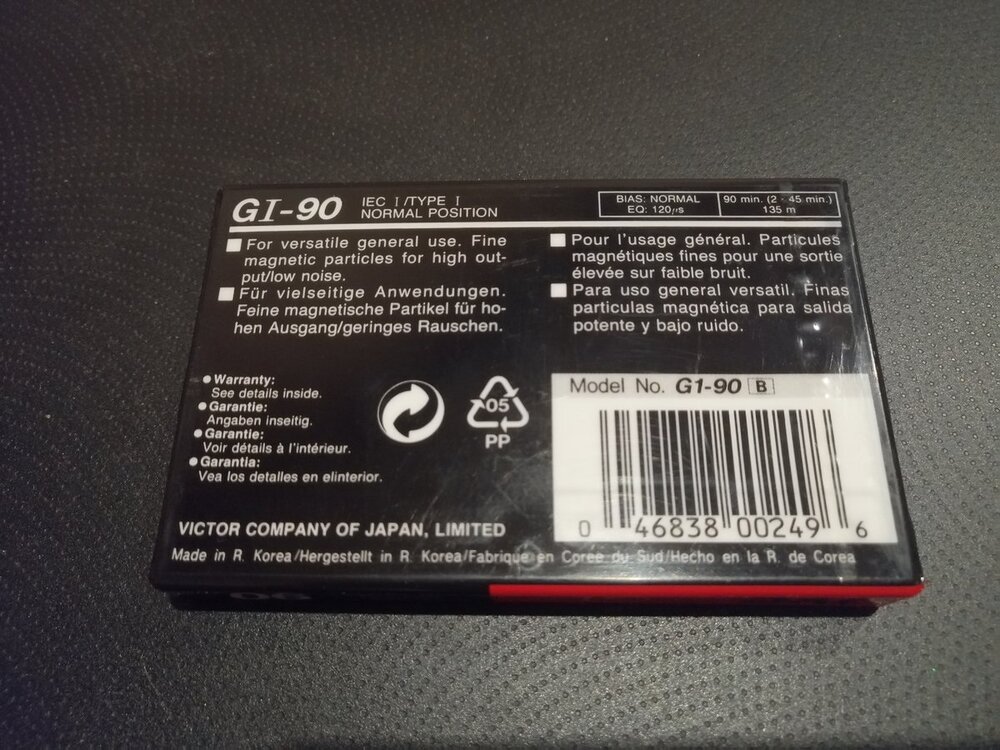 GI-90 IEC I/TYPE I
NORMAL POSITION
BIAS: NORMAL
EQ: 120μs
90 min. (2 × 45 min.)
135 m
For versatile general use. Fine
magnetic particles for high out-
put/low noise.
Für vielseitige Anwendungen.
Feine magnetische Partikel für ho-
hen Ausgang/geringes Rauschen.
Pour l'usage général. Particules
magnétiques fines pour une sortie
élevée sur faible bruit.
Para uso general versatil. Finas
particulas magnética para salida
potente y bajo ruido.
Warranty:
See details inside.
Garantie:
Angaben inseitig.
Garantie:
Voir détails à l'intérieur.
Garantia:
Vea los detalles en elinterior.
05
PP
Model No. G1-90 B
0 46838 00249 6
VICTOR COMPANY OF JAPAN, LIMITED
Made in R. Korea/Hergestellt in R. Korea/Fabrique en Corée du Sud/Hecho en la R. de Corea